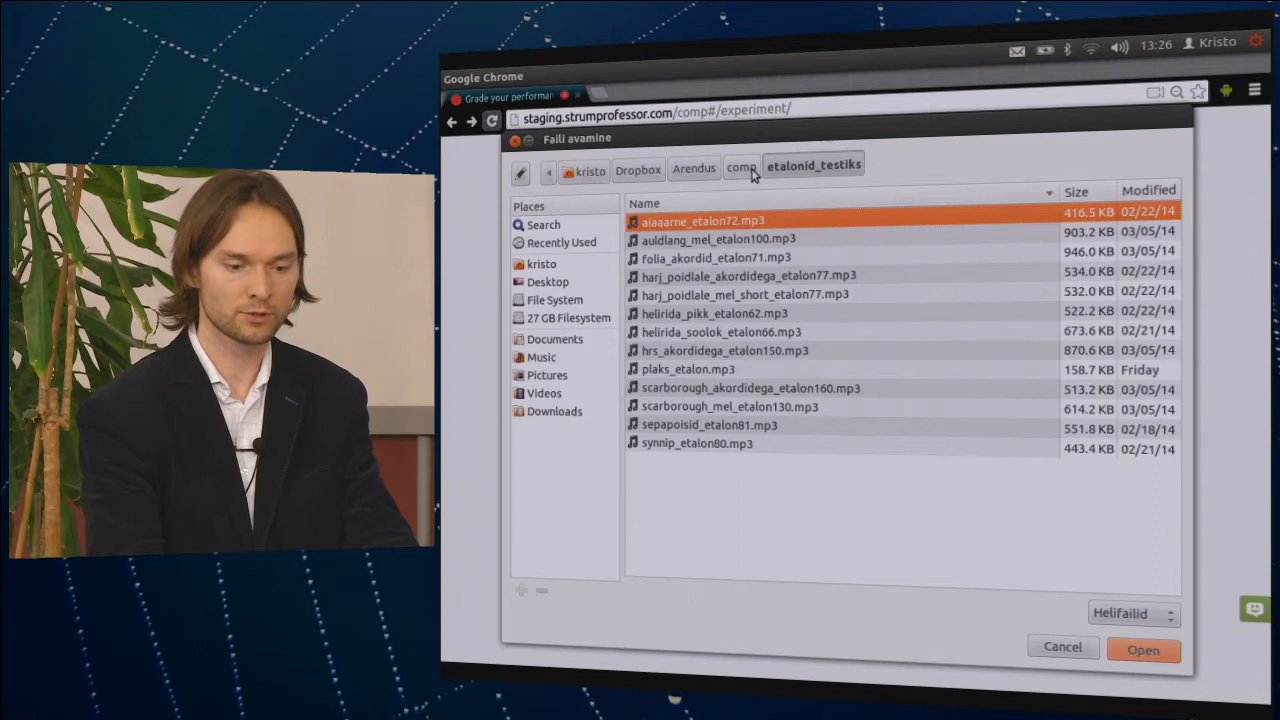 13:26 Kristo
Google Chrome
Grade your performan
staging.strumprofessor.com/comp#/experiment/
Faili avamine
kristo Dropbox Arendus comp etalonid_testiks
Places
Search
Recently Used
kristo
Desktop
File System
27 GB Filesystem
Documents
Music
Pictures
Videos
Downloads
Name Size Modified
aiaaarne_etalon72.mp3 416.5 KB 02/22/14
auldlang_mel_etalon100.mp3 903.2 KB 03/05/14
folia_akordid_etalon71.mp3 946.0 KB 03/05/14
harj_poidlale_akordidega_etalon77.mp3 534.0 KB 02/22/14
harj_poidlale_mel_short_etalon77.mp3 532.0 KB 02/22/14
helirida_pikk_etalon62.mp3 522.2 KB 02/22/14
helirida_soolok_etalon66.mp3 673.6 KB 02/21/14
hrs_akordidega_etalon150.mp3 870.6 KB 03/05/14
plaks_etalon.mp3 158.7 KB Friday
scarborough_akordidega_etalon160.mp3 513.2 KB 03/05/14
scarborough_mel_etalon130.mp3 614.2 KB 03/05/14
sepapoisid_etalon81.mp3 551.8 KB 02/18/14
synnip_etalon80.mp3 443.4 KB 02/21/14
Helifailid
Cancel Open